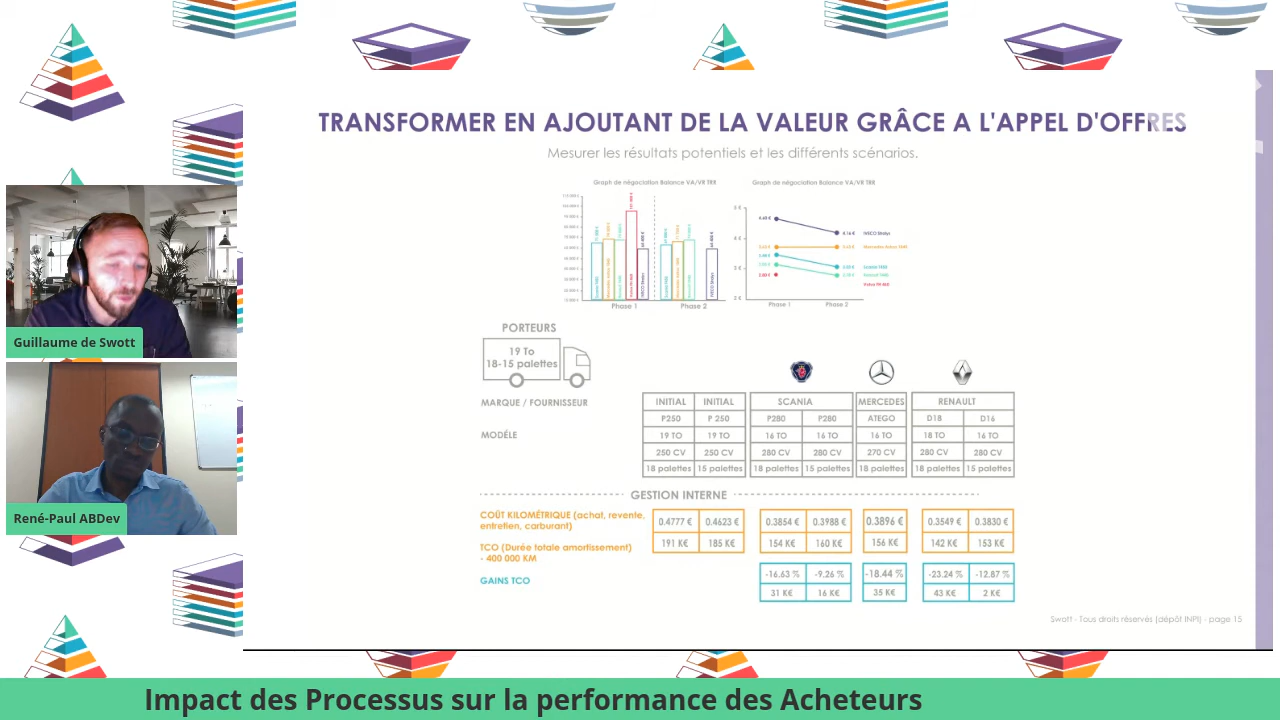 TRANSFORMER EN AJOUTANT DE LA VALEUR GRÂCE A L'APPEL D'OFFRES
Mesurer les résultats potentiels et les différents scénarios.
Graph de négociation Balance VA/VR TRR
Graph de négociation Balance VA/VR TRR
Phase 1
Phase 2
5 €
4 €
3 €
2 €
4.16 €
IVECO Stralys
Phase 1
Phase 2
PORTEURS
19 To
18-15 palettes
MARQUE / FOURNISSEUR
INITIAL INITIAL SCANIA MERCEDES RENAULT
P250 P 250 P280 P280 ATEGO D18 D16
MODÉLE
19 TO 19 TO 16 TO 16 TO 16 TO 18 TO 16 TO
250 CV 250 CV 280 CV 280 CV 270 CV 280 CV 280 CV
18 palettes 15 palettes 18 palettes 15 palettes 18 palettes 18 palettes 15 palettes
GESTION INTERNE
COÛT KILOMÉTRIQUE (achat, revente,
entretien, carburant)
0.4777 € 0.4623 € 0.3854 € 0.3988 € 0.3896 € 0.3549 € 0.3830 €
TCO (Durée totale amortissement)
- 400 000 KM
191 K€ 185 K€ 154 K€ 160 K€ 156 K€ 142 K€ 153 K€
GAINS TCO
-16.63 % -9.26 % -18.44 % -23.24 % -12.87 %
31 K€ 16 K€ 35 K€ 43 K€ 2 K€
Swott - Tous droits réservés (dépôt INPI) - page 15
Guillaume de Swott
René-Paul ABDev
Impact des Processus sur la performance des Acheteurs